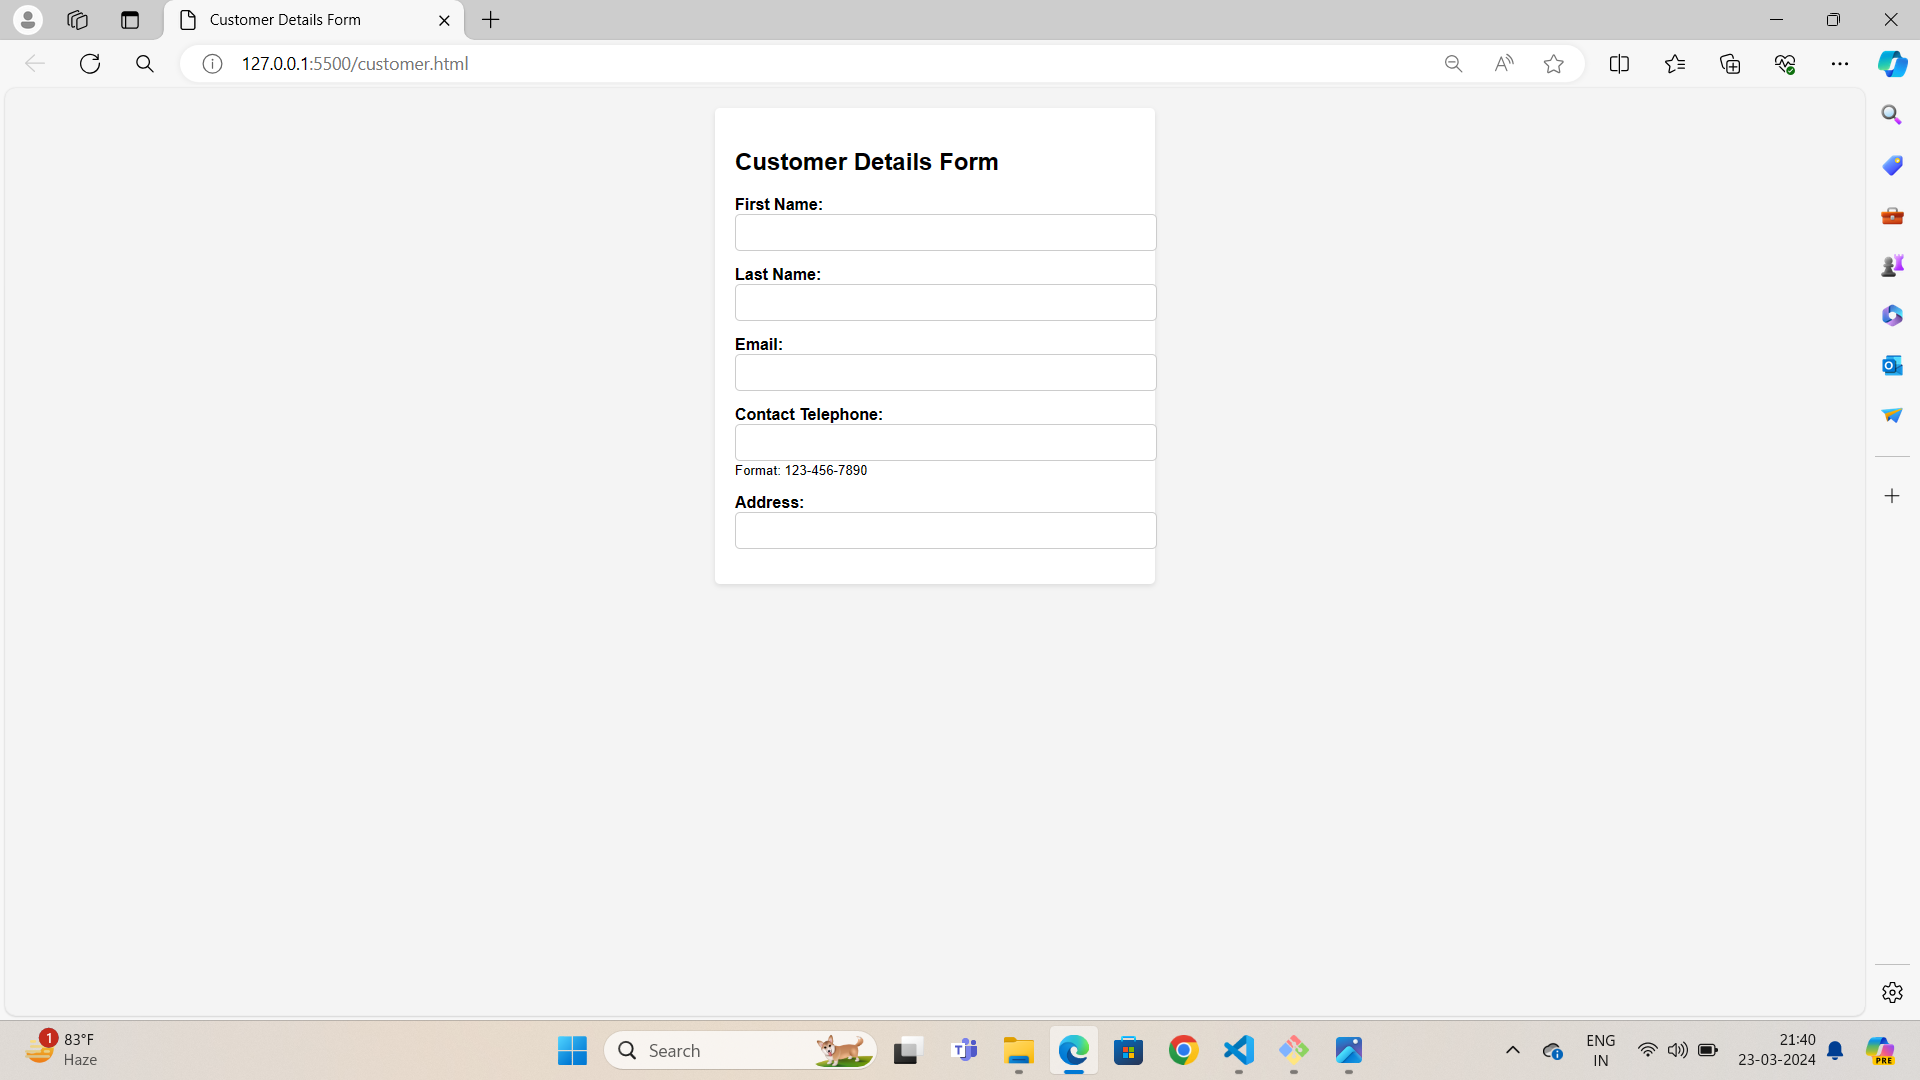 Customer Details Form
127.0.0.1:5500/customer.html
Customer Details Form
First Name:
Last Name:
Email:
Contact Telephone:
Format: 123-456-7890
Address:
1
83°F
Haze
Search
ENG
IN
21:40
23-03-2024
PRE